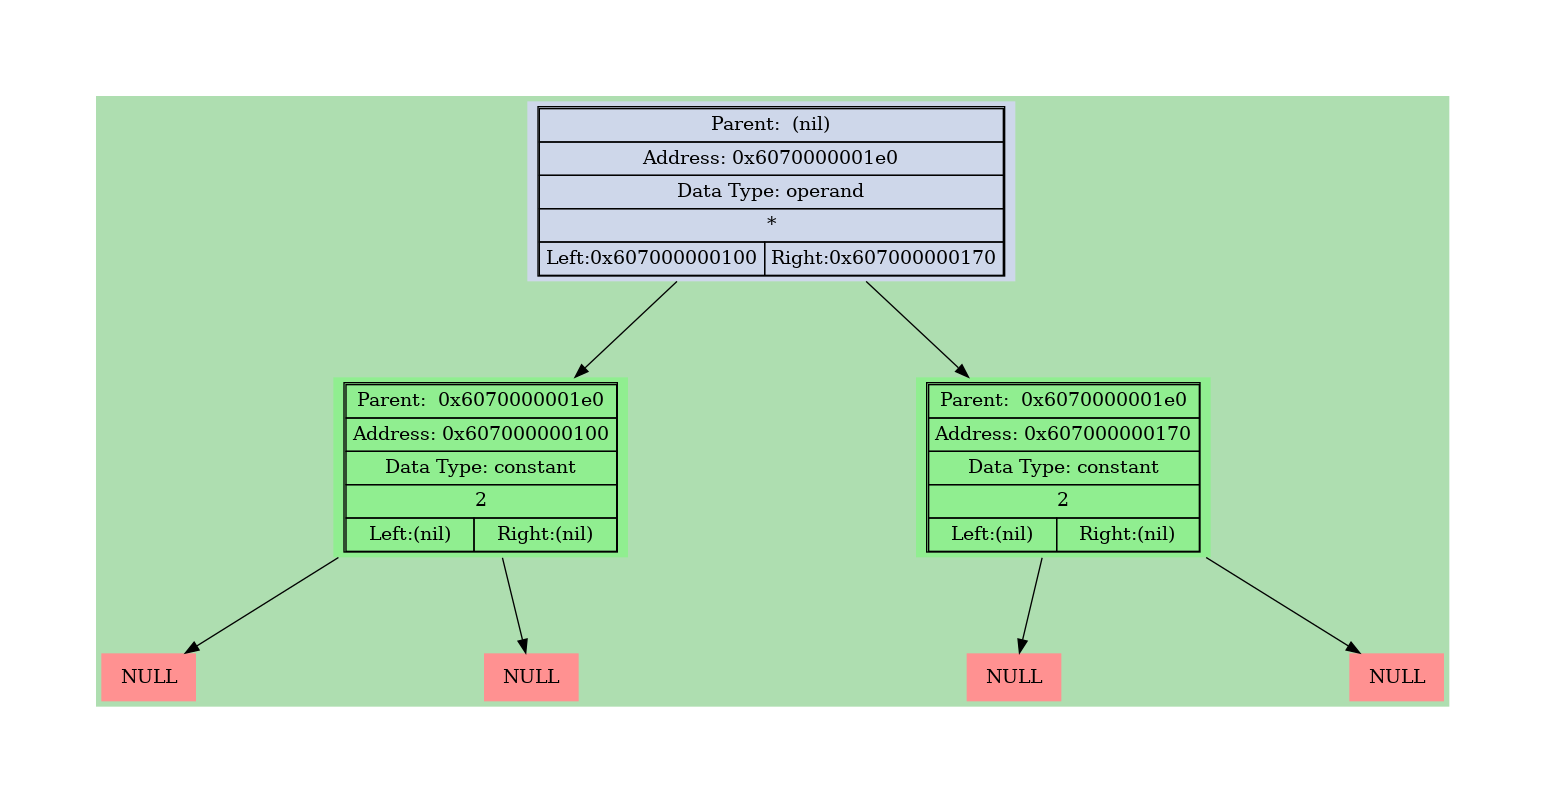 Parent:  (nil)
Address: 0x6070000001e0
Data Type: operand
*
Left:0x607000000100 Right:0x607000000170
Parent:  0x6070000001e0
Address: 0x607000000100
Data Type: constant
2
Left:(nil) Right:(nil)
Parent:  0x6070000001e0
Address: 0x607000000170
Data Type: constant
2
Left:(nil) Right:(nil)
NULL
NULL
NULL
NULL